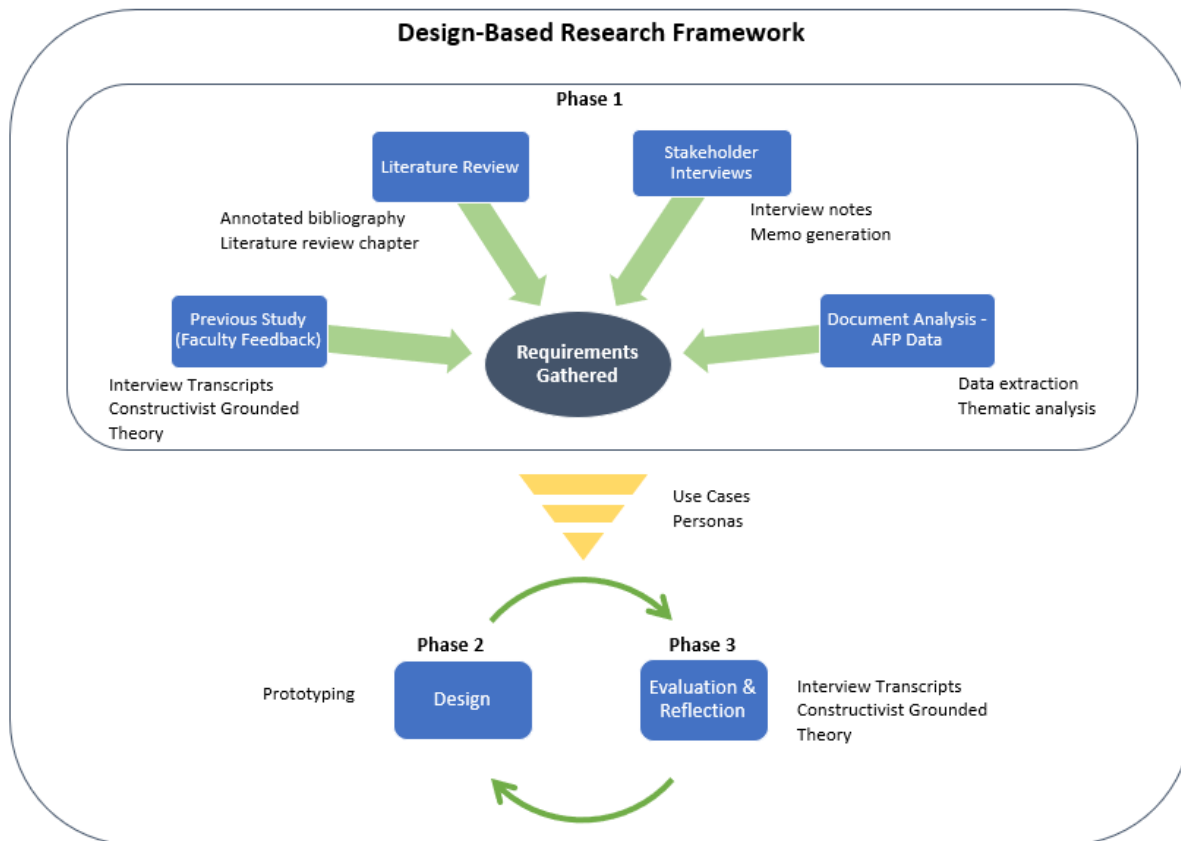 Design-Based Research Framework
Phase 1
Literature Review
Stakeholder
Interviews
Annotated bibliography
Literature review chapter
Interview notes
Memo generation
Previous Study
(Faculty Feedback)
Requirements
Gathered
Document Analysis -
AFP Data
Interview Transcripts
Constructivist Grounded
Theory
Data extraction
Thematic analysis
Use Cases
Personas
Phase 2
Design
Prototyping
Phase 3
Evaluation &
Reflection
Interview Transcripts
Constructivist Grounded
Theory